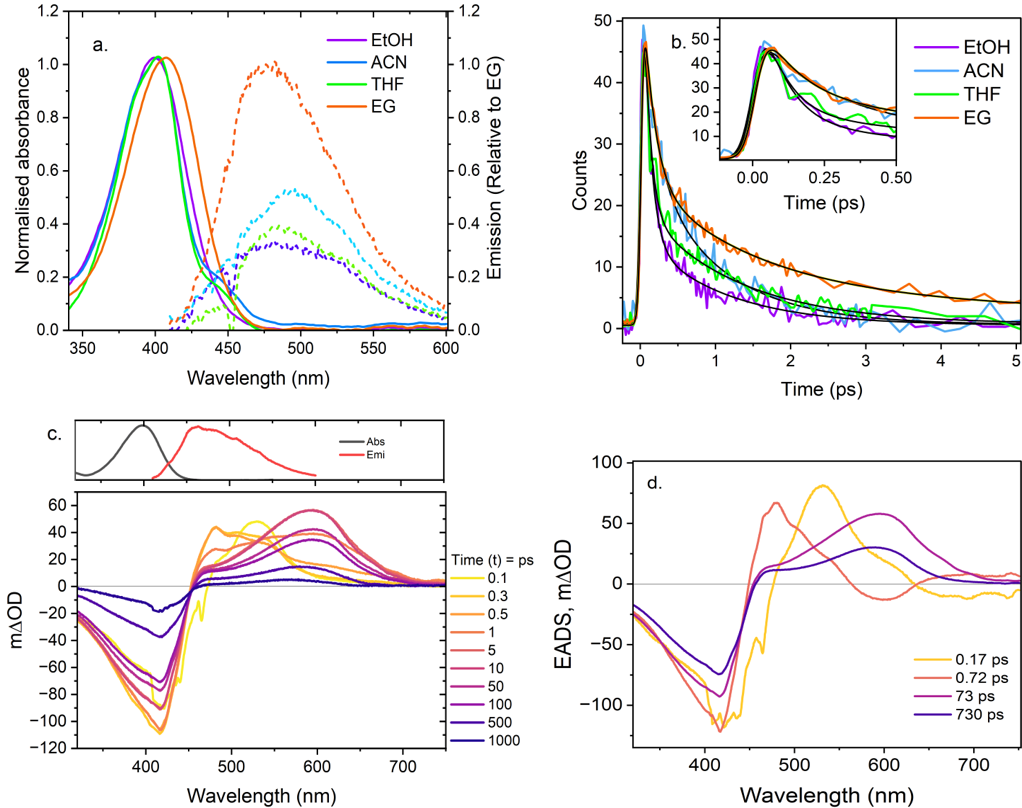 a.
EtOH
ACN
THF
EG
Normalised absorbance
1.2
1.0
0.8
0.6
0.4
0.2
0.0
1.2
1.0
0.8
0.6
0.4
0.2
0.0
Emission (Relative to EG)
350 400 450 500 550 600
Wavelength (nm)
b.
EtOH
ACN
THF
EG
Counts
50
40
30
20
10
0
0 1 2 3 4 5
Time (ps)
50
40
30
20
10
0.00 0.25 0.50
Time (ps)
c.
Abs
Emi
mΔOD
60
40
20
0
−20
−40
−60
−80
−100
−120
400 500 600 700
Wavelength (nm)
Time (t) = ps
0.1
0.3
0.5
1
5
10
50
100
500
1000
d.
EADS, mΔOD
100
50
0
−50
−100
0.17 ps
0.72 ps
73 ps
730 ps
400 500 600 700
Wavelength (nm)